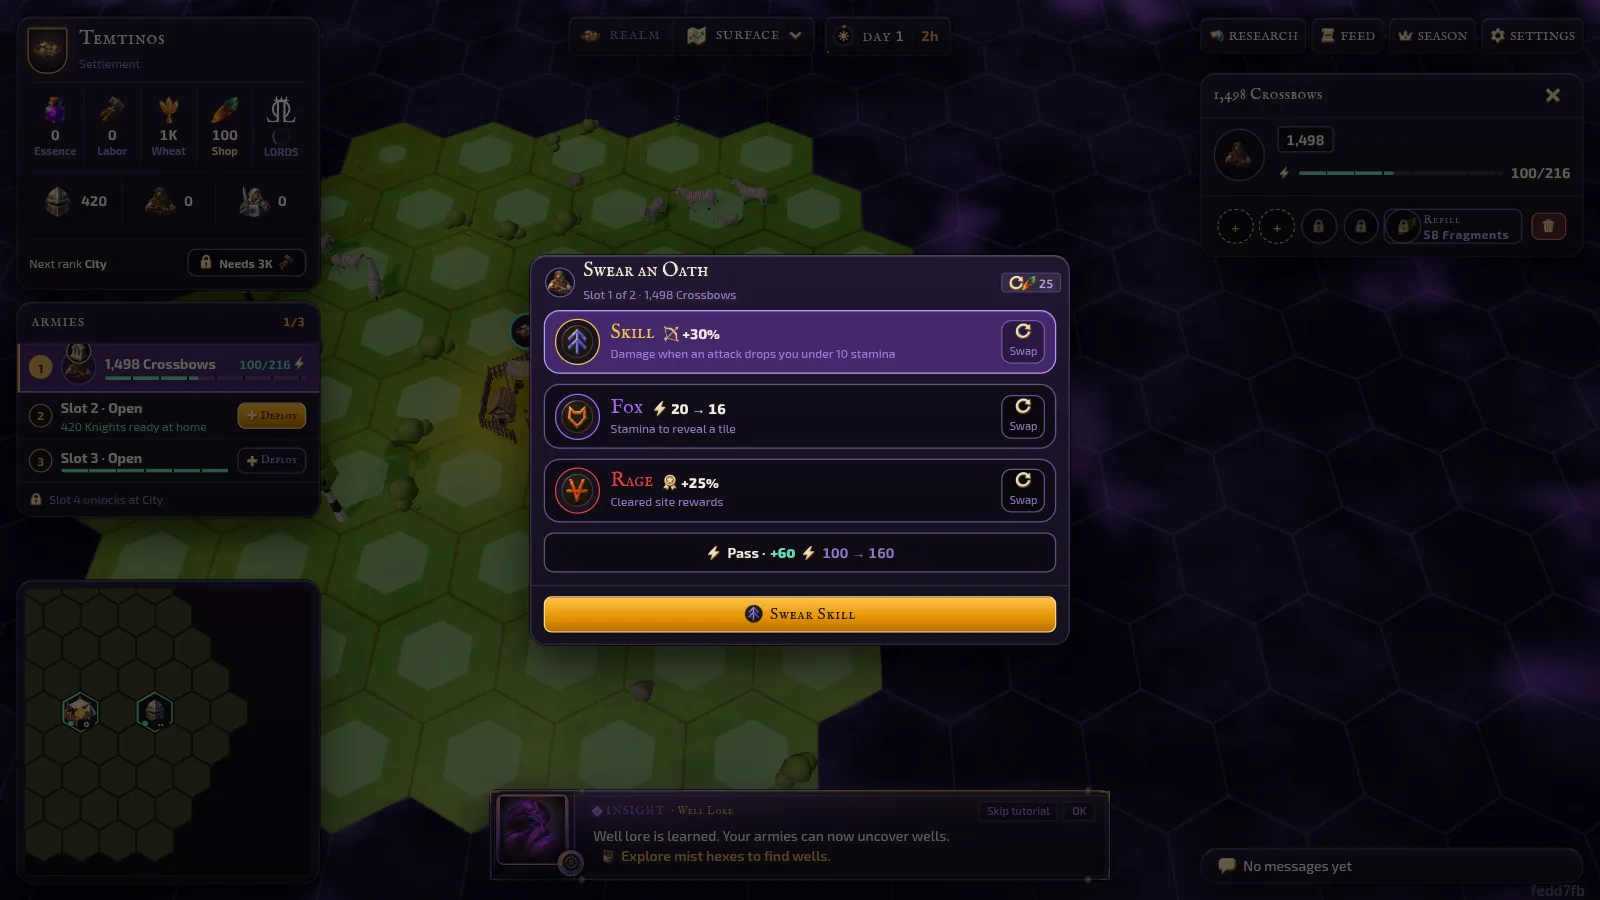 Temtinos
Settlement
0 Essence
0 Labor
1K Wheat
100 Shop
LORDS
420
0
0
Next rank City
Needs 3K
ARMIES 1/3
1 1,498 Crossbows 100/216
2 Slot 2 · Open
420 Knights ready at home
+ Deploy
3 Slot 3 · Open
+ Deploy
Slot 4 unlocks at City
REALM SURFACE
DAY 1 2h
RESEARCH FEED SEASON SETTINGS
1,498 Crossbows
1,498
100/216
Refill
58 Fragments
Swear an Oath
Slot 1 of 2 · 1,498 Crossbows
25
Skill +30%
Damage when an attack drops you under 10 stamina
Swap
Fox 20 → 16
Stamina to reveal a tile
Swap
Rage +25%
Cleared site rewards
Swap
Pass · +60 100 → 160
Swear Skill
INSIGHT · Well Lore
Skip tutorial OK
Well lore is learned. Your armies can now uncover wells.
Explore mist hexes to find wells.
No messages yet
fedd7fb